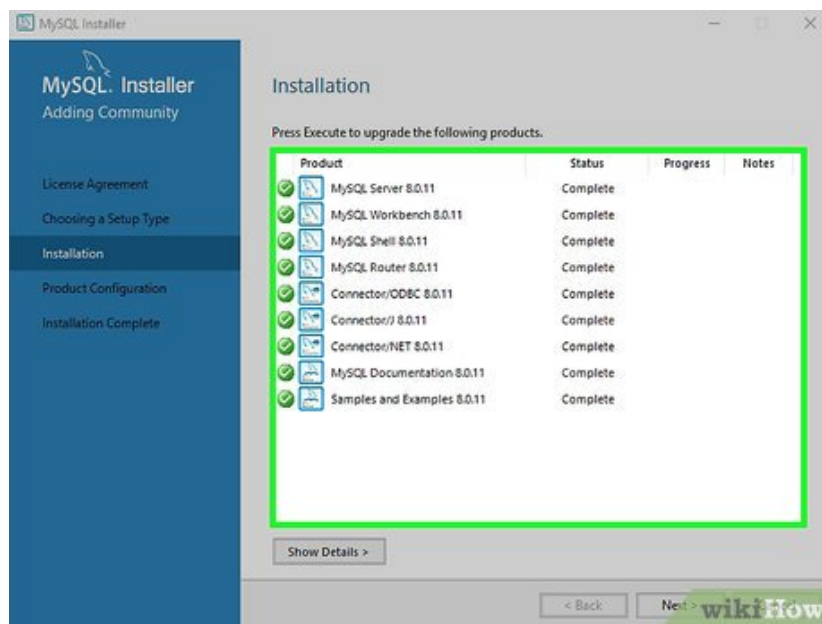 MySQL Installer
MySQL. Installer
Adding Community
License Agreement
Choosing a Setup Type
Installation
Product Configuration
Installation Complete
Installation
Press Execute to upgrade the following products.
Product Status Progress Notes
MySQL Server 8.0.11 Complete
MySQL Workbench 8.0.11 Complete
MySQL Shell 8.0.11 Complete
MySQL Router 8.0.11 Complete
Connector/ODBC 8.0.11 Complete
Connector/J 8.0.11 Complete
Connector/NET 8.0.11 Complete
MySQL Documentation 8.0.11 Complete
Samples and Examples 8.0.11 Complete
Show Details >
< Back Next >
wikiHow